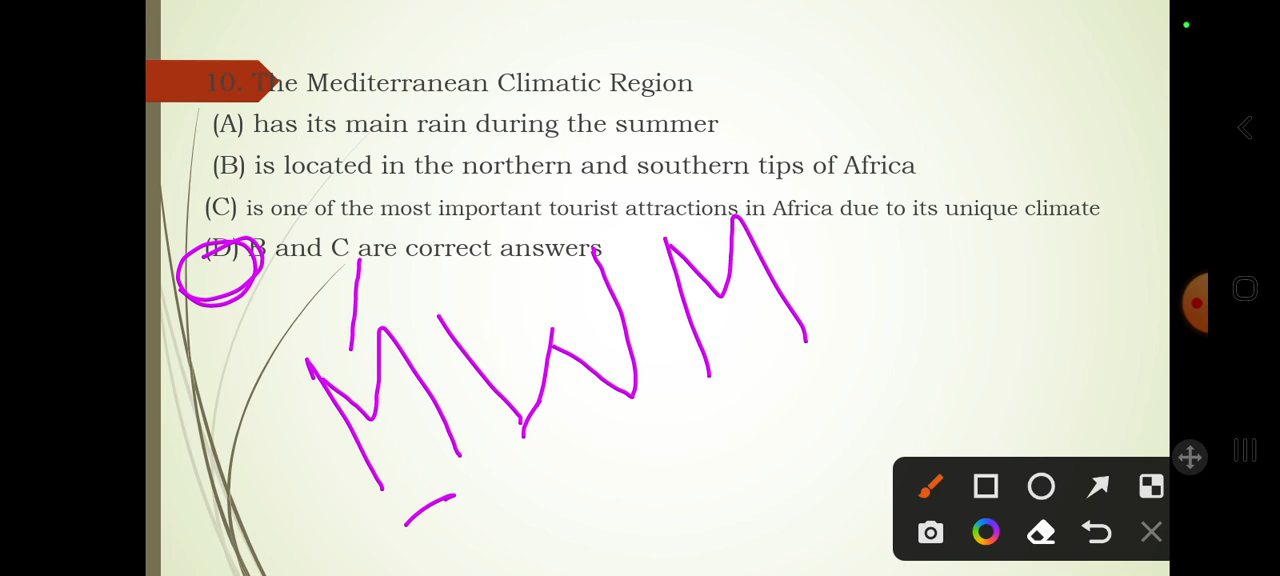 10. The Mediterranean Climatic Region
(A) has its main rain during the summer
(B) is located in the northern and southern tips of Africa
(C) is one of the most important tourist attractions in Africa due to its unique climate
(D) B and C are correct answers
M W M